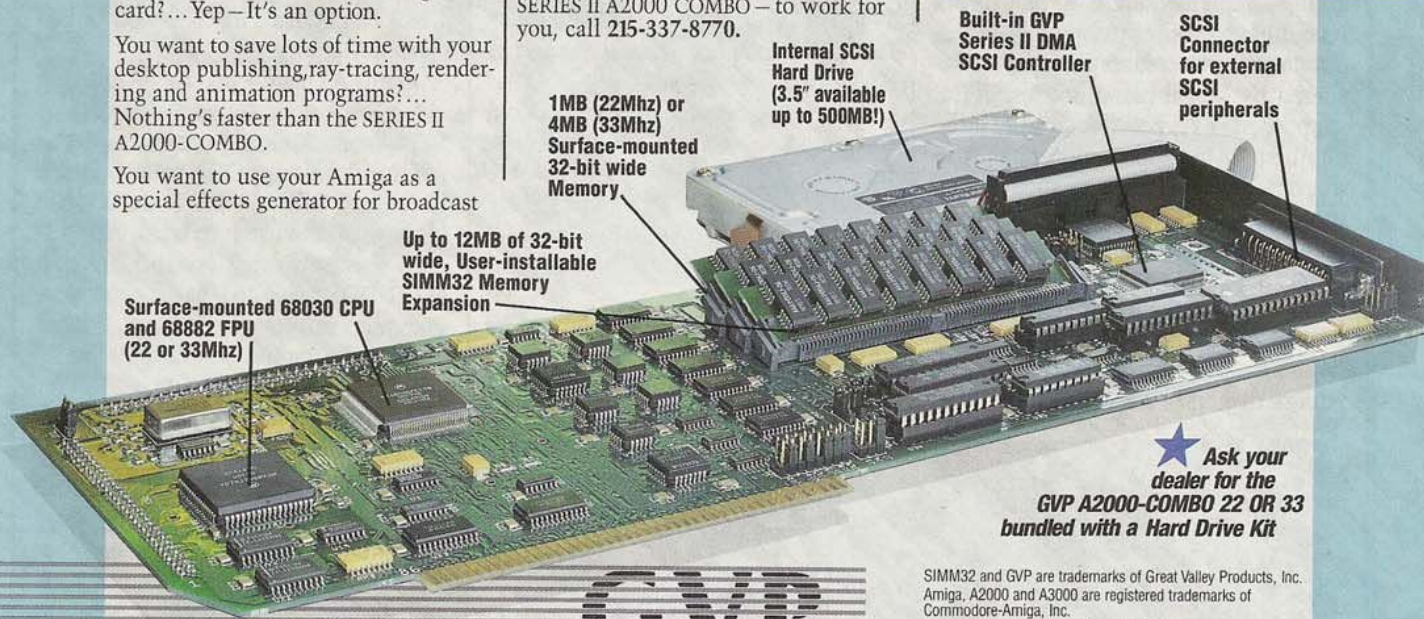 card?... Yep – It's an option.
You want to save lots of time with your
desktop publishing,ray-tracing, render-
ing and animation programs?...
Nothing's faster than the SERIES II
A2000-COMBO.
You want to use your Amiga as a
special effects generator for broadcast
SERIES II A2000 COMBO – to work for
you, call 215-337-8770.
Internal SCSI
Hard Drive
(3.5" available
up to 500MB!)
Built-in GVP
Series II DMA
SCSI Controller
SCSI
Connector
for external
SCSI
peripherals
1MB (22Mhz) or
4MB (33Mhz)
Surface-mounted
32-bit wide
Memory
Up to 12MB of 32-bit
wide, User-installable
SIMM32 Memory
Expansion
Surface-mounted 68030 CPU
and 68882 FPU
(22 or 33Mhz)
Ask your
dealer for the
GVP A2000-COMBO 22 OR 33
bundled with a Hard Drive Kit
GVP
SIMM32 and GVP are trademarks of Great Valley Products, Inc.
Amiga, A2000 and A3000 are registered trademarks of
Commodore-Amiga, Inc.